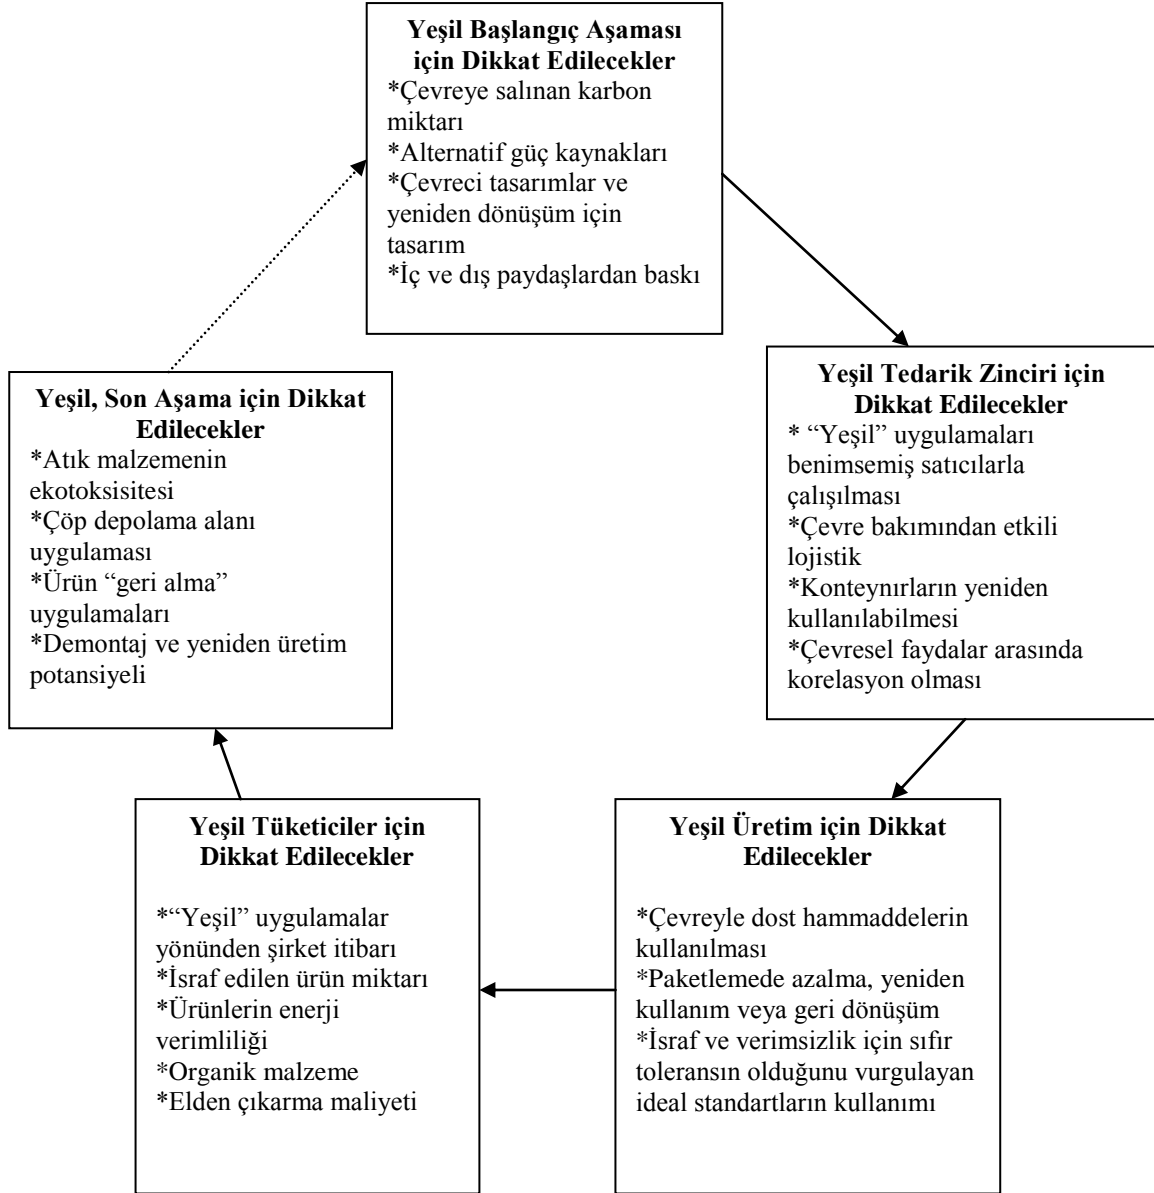 Yeşil Başlangıç Aşaması
için Dikkat Edilecekler
*Çevreye salınan karbon
miktarı
*Alternatif güç kaynakları
*Çevreci tasarımlar ve
yeniden dönüşüm için
tasarım
*İç ve dış paydaşlardan baskı
Yeşil Tedarik Zinciri için
Dikkat Edilecekler
* “Yeşil” uygulamaları
benimsemiş satıcılarla
çalışılması
*Çevre bakımından etkili
lojistik
*Konteynırların yeniden
kullanılabilmesi
*Çevresel faydalar arasında
korelasyon olması
Yeşil Üretim için Dikkat
Edilecekler
*Çevreyle dost hammaddelerin
kullanılması
*Paketlemede azalma, yeniden
kullanım veya geri dönüşüm
*İsraf ve verimsizlik için sıfır
toleransın olduğunu vurgulayan
ideal standartların kullanımı
Yeşil Tüketiciler için
Dikkat Edilecekler
*“Yeşil” uygulamalar
yönünden şirket itibarı
*İsraf edilen ürün miktarı
*Ürünlerin enerji
verimliliği
*Organik malzeme
*Elden çıkarma maliyeti
Yeşil, Son Aşama için Dikkat
Edilecekler
*Atık malzemenin
ekotoksisitesi
*Çöp depolama alanı
uygulaması
*Ürün “geri alma”
uygulamaları
*Demontaj ve yeniden üretim
potansiyeli